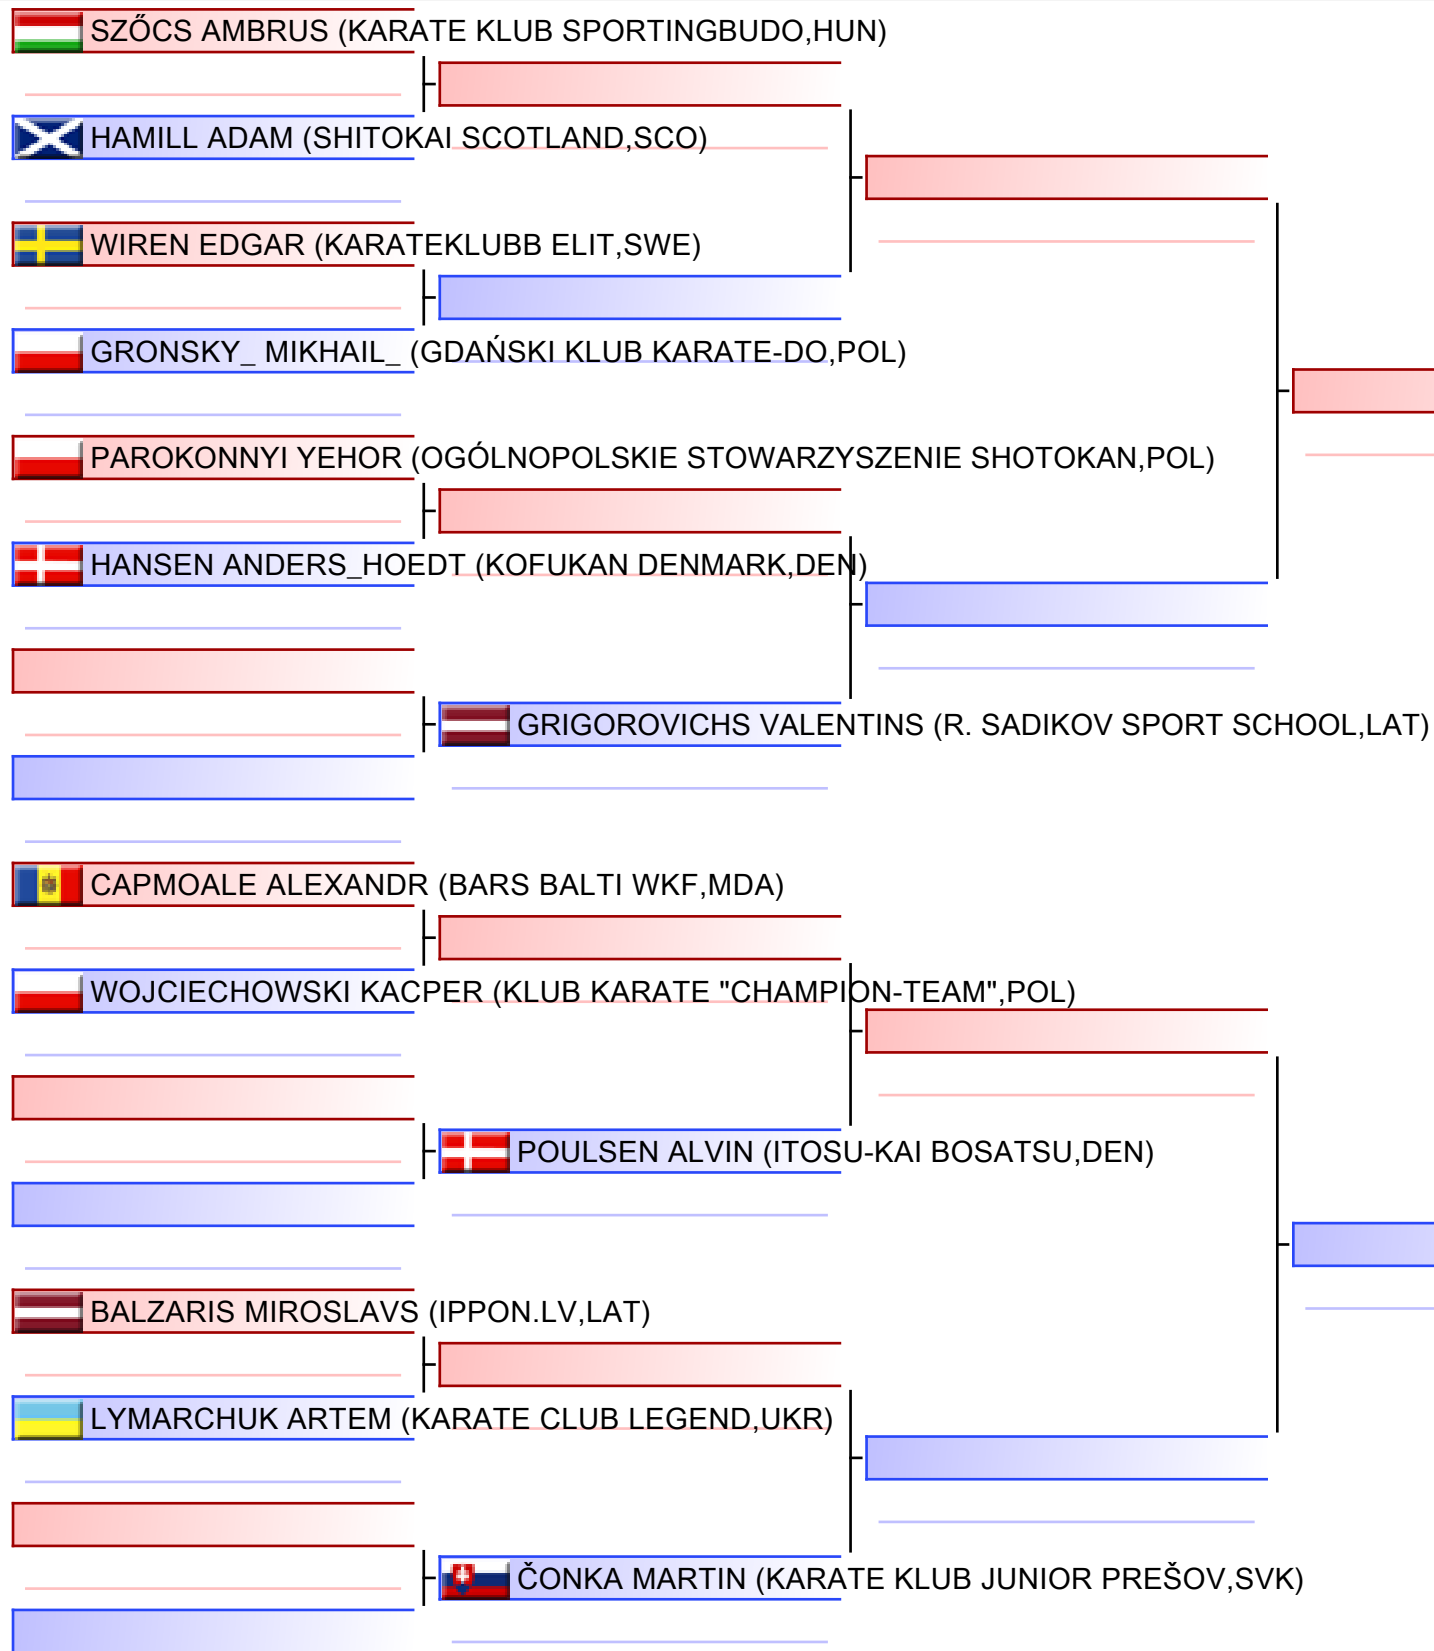 SZŐCS AMBRUS (KARATE KLUB SPORTINGBUDO,HUN)
HAMILL ADAM (SHITOKAI SCOTLAND,SCO)
WIREN EDGAR (KARATEKLUBB ELIT,SWE)
GRONSKY_ MIKHAIL_ (GDAŃSKI KLUB KARATE-DO,POL)
PAROKONNYI YEHOR (OGÓLNOPOLSKIE STOWARZYSZENIE SHOTOKAN,POL)
HANSEN ANDERS_HOEDT (KOFUKAN DENMARK,DEN)
GRIGOROVICHS VALENTINS (R. SADIKOV SPORT SCHOOL,LAT)
CAPMOALE ALEXANDR (BARS BALTI WKF,MDA)
WOJCIECHOWSKI KACPER (KLUB KARATE "CHAMPION-TEAM",POL)
POULSEN ALVIN (ITOSU-KAI BOSATSU,DEN)
BALZARIS MIROSLAVS (IPPON.LV,LAT)
LYMARCHUK ARTEM (KARATE CLUB LEGEND,UKR)
ČONKA MARTIN (KARATE KLUB JUNIOR PREŠOV,SVK)